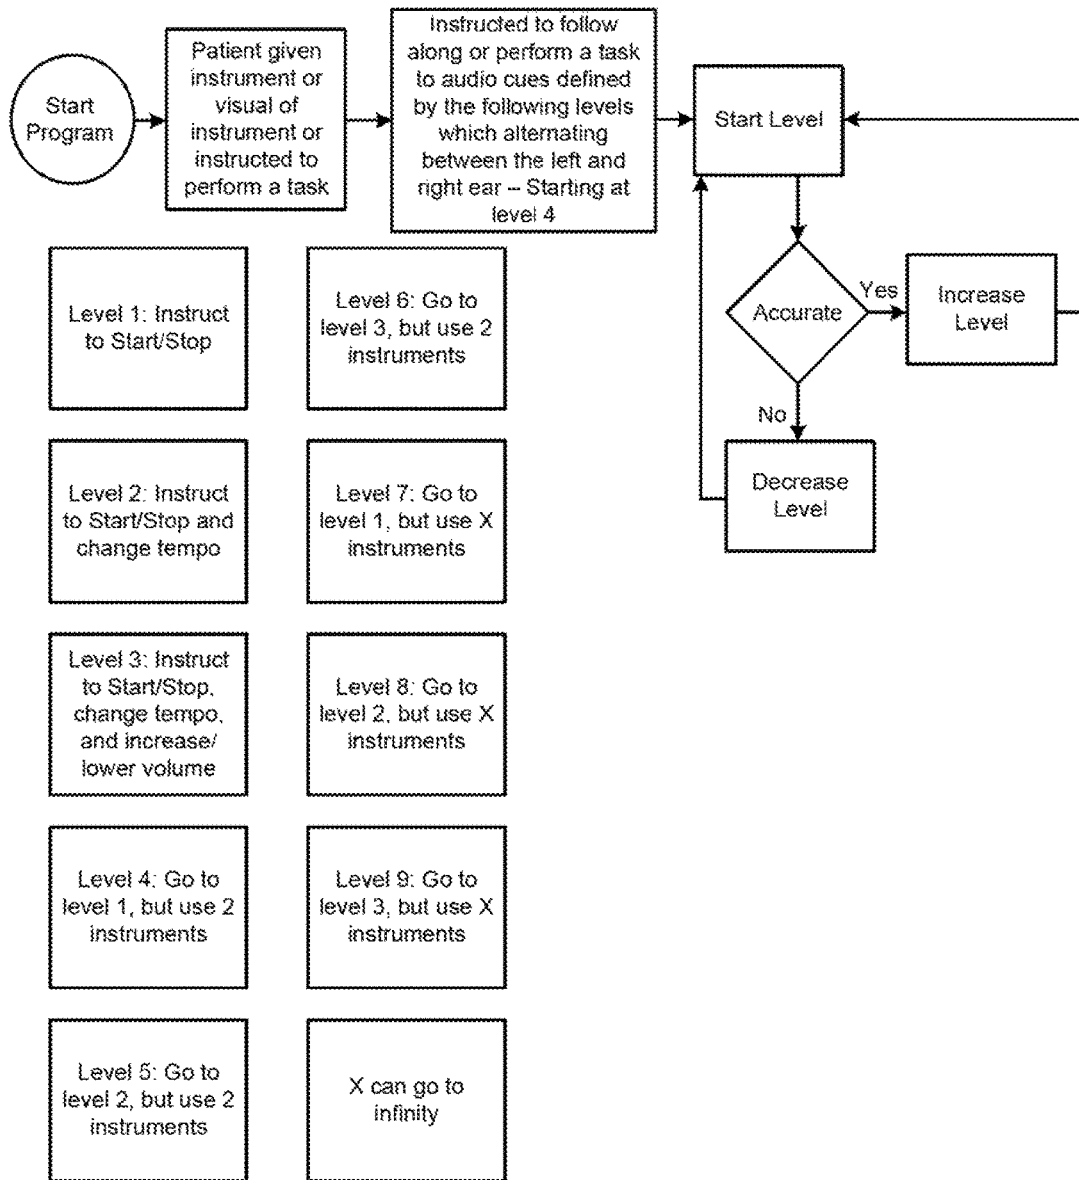 Start
Program
Patient given
instrument or
visual of
instrument or
instructed to
perform a task
Instructed to follow
along or perform a task
to audio cues defined
by the following levels
which alternating
between the left and
right ear – Starting at
level 4
Start Level
Accurate
Yes
Increase
Level
No
Decrease
Level
Level 1: Instruct
to Start/Stop
Level 6: Go to
level 3, but use 2
instruments
Level 2: Instruct
to Start/Stop and
change tempo
Level 7: Go to
level 1, but use X
instruments
Level 3: Instruct
to Start/Stop,
change tempo,
and increase/
lower volume
Level 8: Go to
level 2, but use X
instruments
Level 4: Go to
level 1, but use 2
instruments
Level 9: Go to
level 3, but use X
instruments
Level 5: Go to
level 2, but use 2
instruments
X can go to
infinity